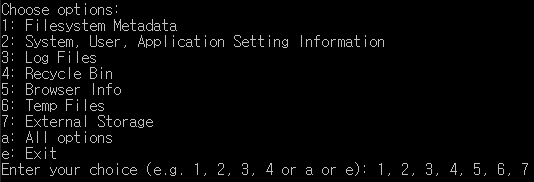 Choose options:
1: Filesystem Metadata
2: System, User, Application Setting Information
3: Log Files
4: Recycle Bin
5: Browser Info
6: Temp Files
7: External Storage
a: All options
e: Exit
Enter your choice (e.g. 1, 2, 3, 4 or a or e): 1, 2, 3, 4, 5, 6, 7